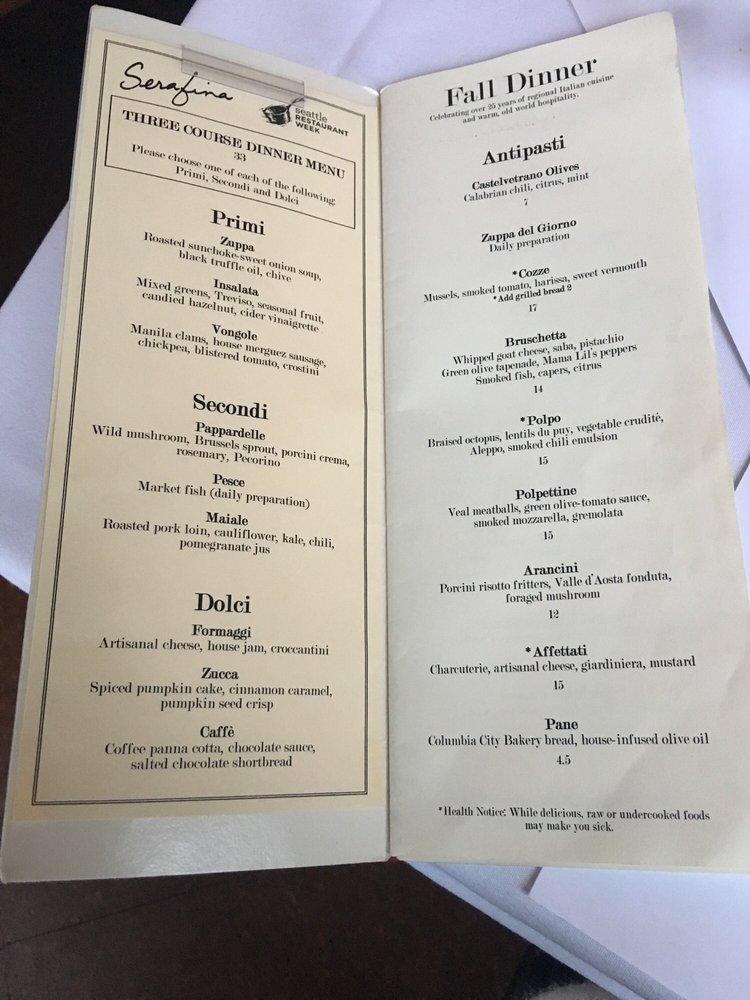 Serafina
seattle
RESTAURANT
WEEK
THREE COURSE DINNER MENU
33
Please choose one of each of the following
Primi, Secondi and Dolci
Primi
Zuppa
Roasted sunchoke-sweet onion soup,
black truffle oil, chive
Insalata
Mixed greens, Treviso, seasonal fruit,
candied hazelnut, cider vinaigrette
Vongole
Manila clams, house merguez sausage,
chickpea, blistered tomato, crostini
Secondi
Pappardelle
Wild mushroom, Brussels sprout, porcini crema,
rosemary, Pecorino
Pesce
Market fish (daily preparation)
Maiale
Roasted pork loin, cauliflower, kale, chili,
pomegranate jus
Dolci
Formaggi
Artisanal cheese, house jam, croccantini
Zucca
Spiced pumpkin cake, cinnamon caramel,
pumpkin seed crisp
Caffè
Coffee panna cotta, chocolate sauce,
salted chocolate shortbread
Fall Dinner
Celebrating over 25 years of regional Italian cuisine
and warm, old world hospitality.
Antipasti
Castelvetrano Olives
Calabrian chili, citrus, mint
7
Zuppa del Giorno
Daily preparation
*Cozze
Mussels, smoked tomato, harissa, sweet vermouth
*Add grilled bread 2
17
Bruschetta
Whipped goat cheese, saba, pistachio
Green olive tapenade, Mama Lil's peppers
Smoked fish, capers, citrus
14
*Polpo
Braised octopus, lentils du puy, vegetable crudité,
Aleppo, smoked chili emulsion
15
Polpettine
Veal meatballs, green olive-tomato sauce,
smoked mozzarella, gremolata
15
Arancini
Porcini risotto fritters, Valle d'Aosta fonduta,
foraged mushroom
12
*Affettati
Charcuterie, artisanal cheese, giardiniera, mustard
15
Pane
Columbia City Bakery bread, house-infused olive oil
4.5
*Health Notice: While delicious, raw or undercooked foods
may make you sick.